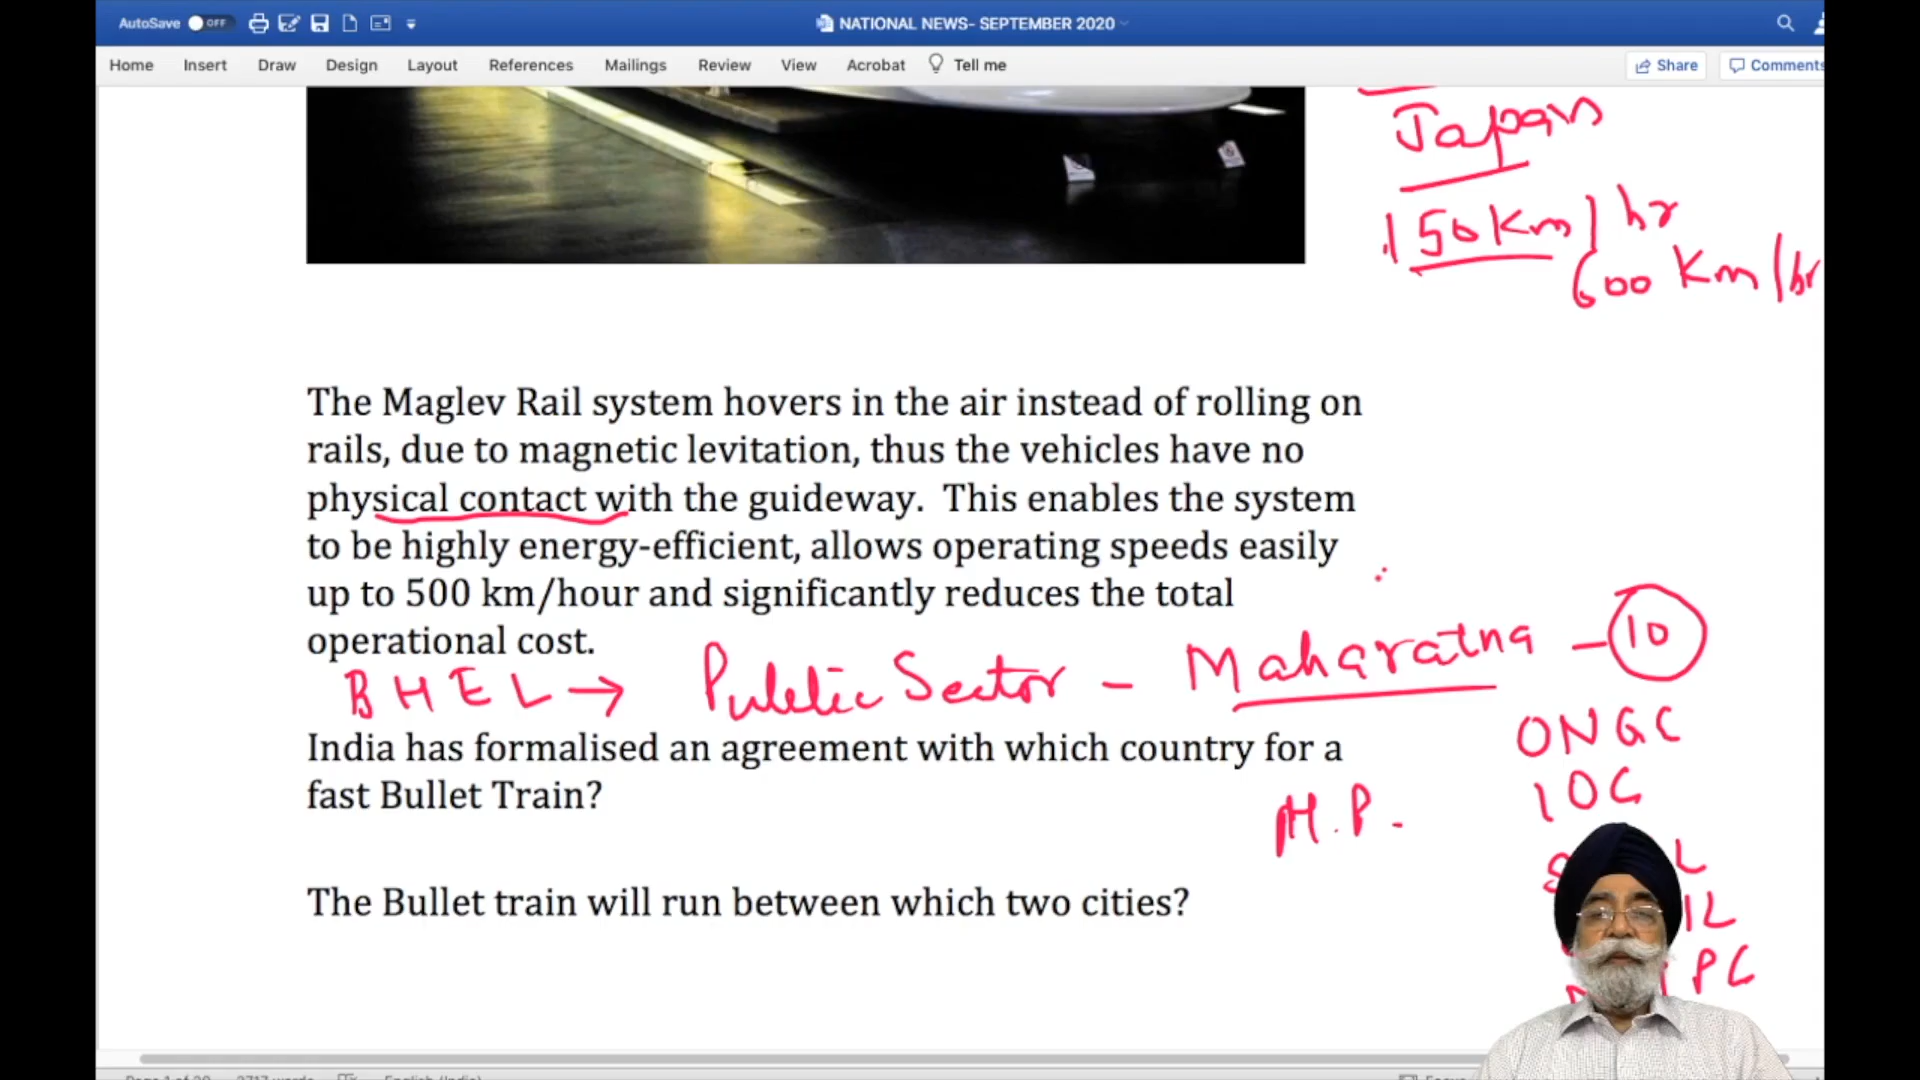 AutoSave OFF
NATIONAL NEWS- SEPTEMBER 2020
Home Insert Draw Design Layout References Mailings Review View Acrobat Tell me
Share Comments
Japan
150 Km/hr
600 Km/hr
The Maglev Rail system hovers in the air instead of rolling on
rails, due to magnetic levitation, thus the vehicles have no
physical contact with the guideway. This enables the system
to be highly energy-efficient, allows operating speeds easily
up to 500 km/hour and significantly reduces the total
operational cost.
BHEL → Public Sector - Maharatna - 10
ONGC
India has formalised an agreement with which country for a
fast Bullet Train?
IOC
M.P.
L
The Bullet train will run between which two cities?
IL
PC